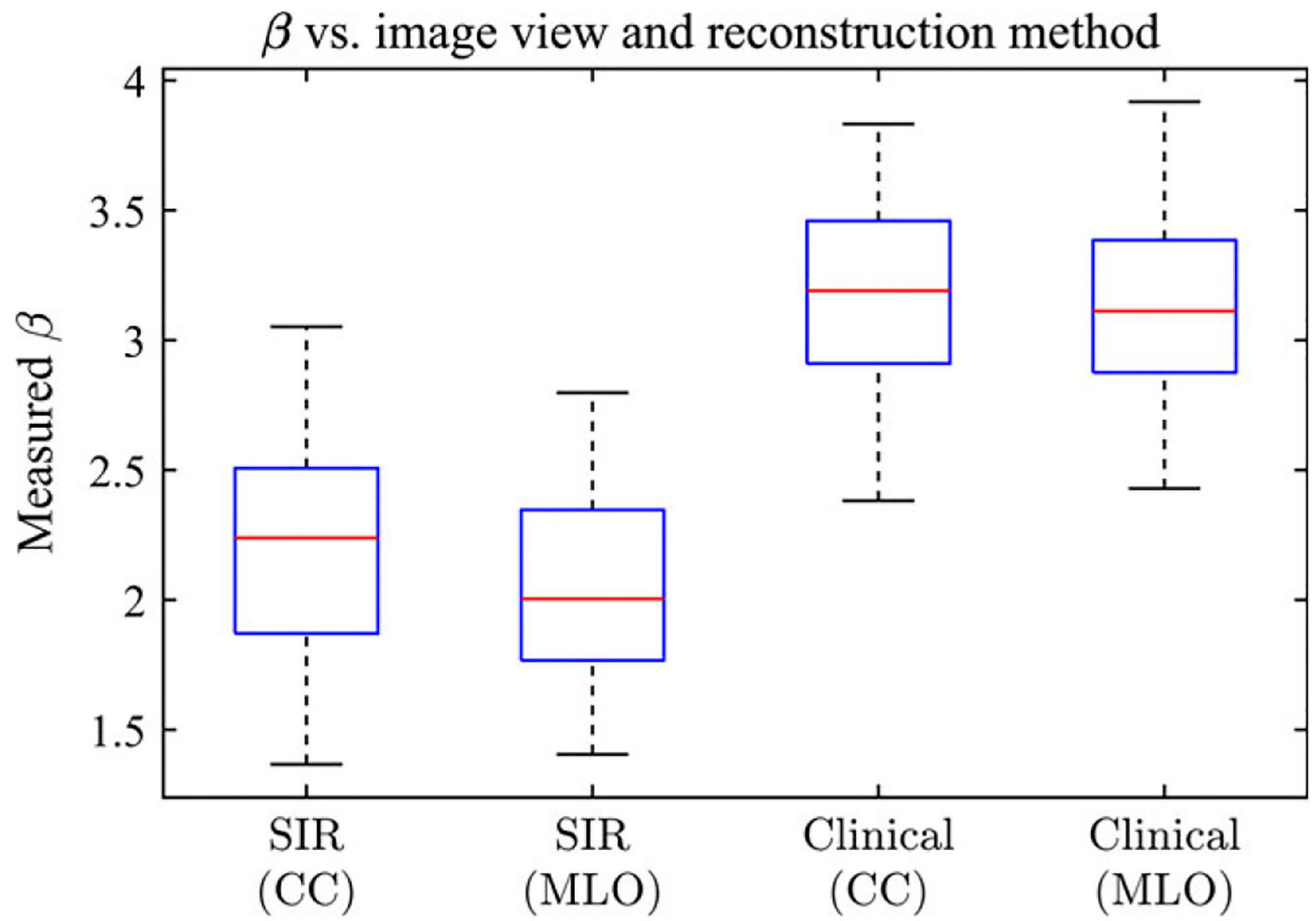 β vs. image view and reconstruction method
4
3.5
3
2.5
2
1.5
Measured β
SIR
(CC)
SIR
(MLO)
Clinical
(CC)
Clinical
(MLO)